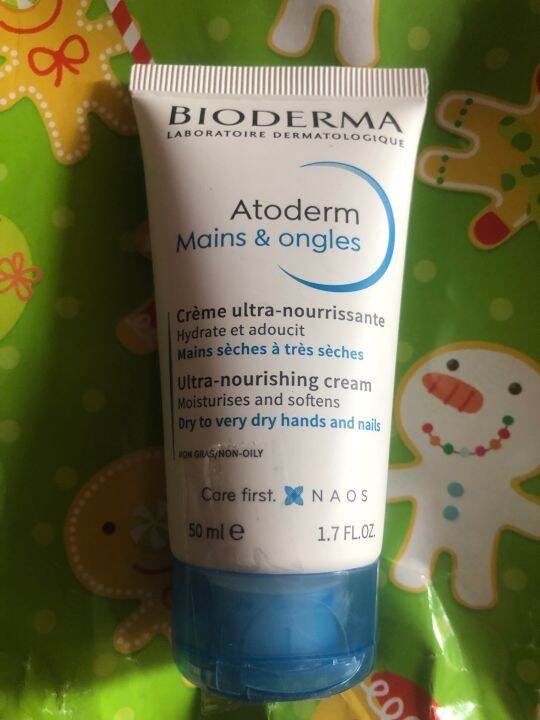 BIODERMA
LABORATOIRE DERMATOLOGIQUE
Atoderm
Mains & ongles
Crème ultra-nourrissante
Hydrate et adoucit
Mains sèches à très sèches
Ultra-nourishing cream
Moisturises and softens
Dry to very dry hands and nails
NON GRAS/NON-OILY
Care first. NAOS
50 ml e 1.7 FL.OZ.